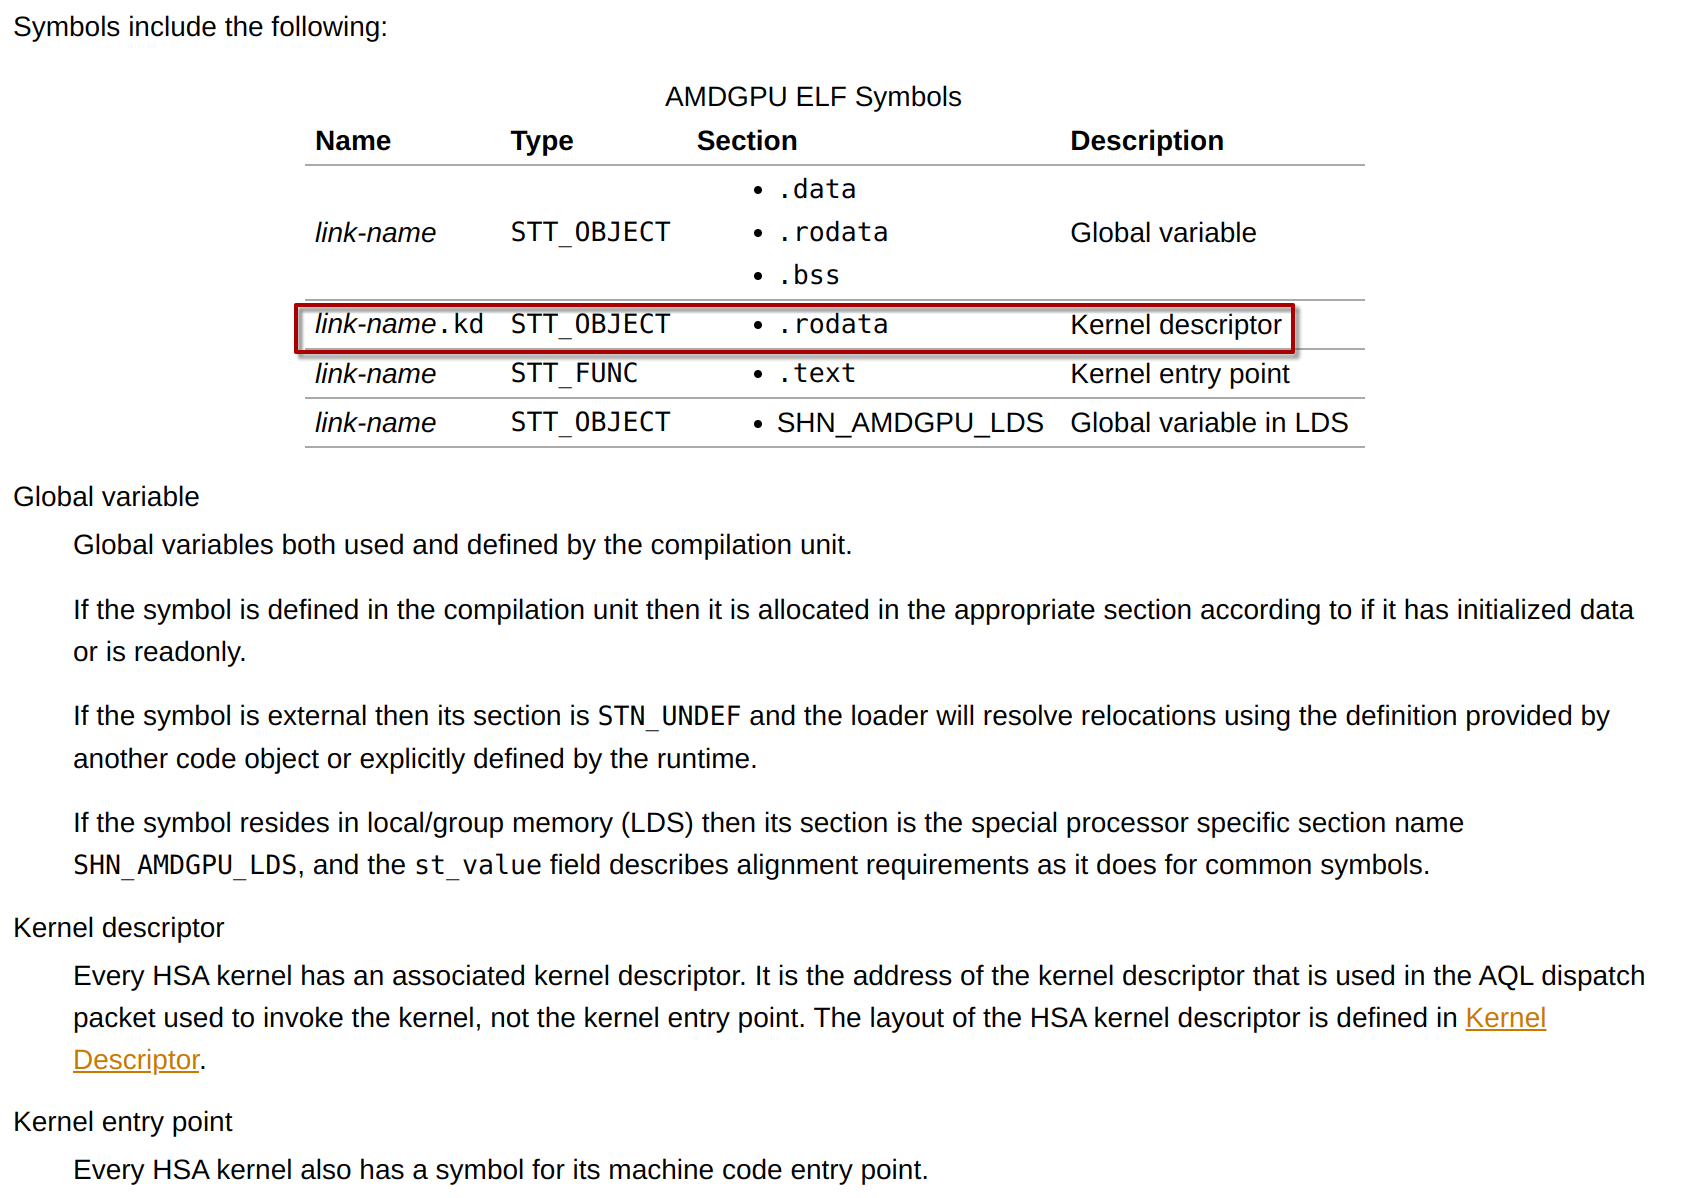 Symbols include the following:
AMDGPU ELF Symbols
Name Type Section Description
link-name STT_OBJECT • .data • .rodata • .bss Global variable
link-name.kd STT_OBJECT • .rodata Kernel descriptor
link-name STT_FUNC • .text Kernel entry point
link-name STT_OBJECT • SHN_AMDGPU_LDS Global variable in LDS
Global variable
Global variables both used and defined by the compilation unit.
If the symbol is defined in the compilation unit then it is allocated in the appropriate section according to if it has initialized data
or is readonly.
If the symbol is external then its section is STN_UNDEF and the loader will resolve relocations using the definition provided by
another code object or explicitly defined by the runtime.
If the symbol resides in local/group memory (LDS) then its section is the special processor specific section name
SHN_AMDGPU_LDS, and the st_value field describes alignment requirements as it does for common symbols.
Kernel descriptor
Every HSA kernel has an associated kernel descriptor. It is the address of the kernel descriptor that is used in the AQL dispatch
packet used to invoke the kernel, not the kernel entry point. The layout of the HSA kernel descriptor is defined in Kernel
Descriptor.
Kernel entry point
Every HSA kernel also has a symbol for its machine code entry point.